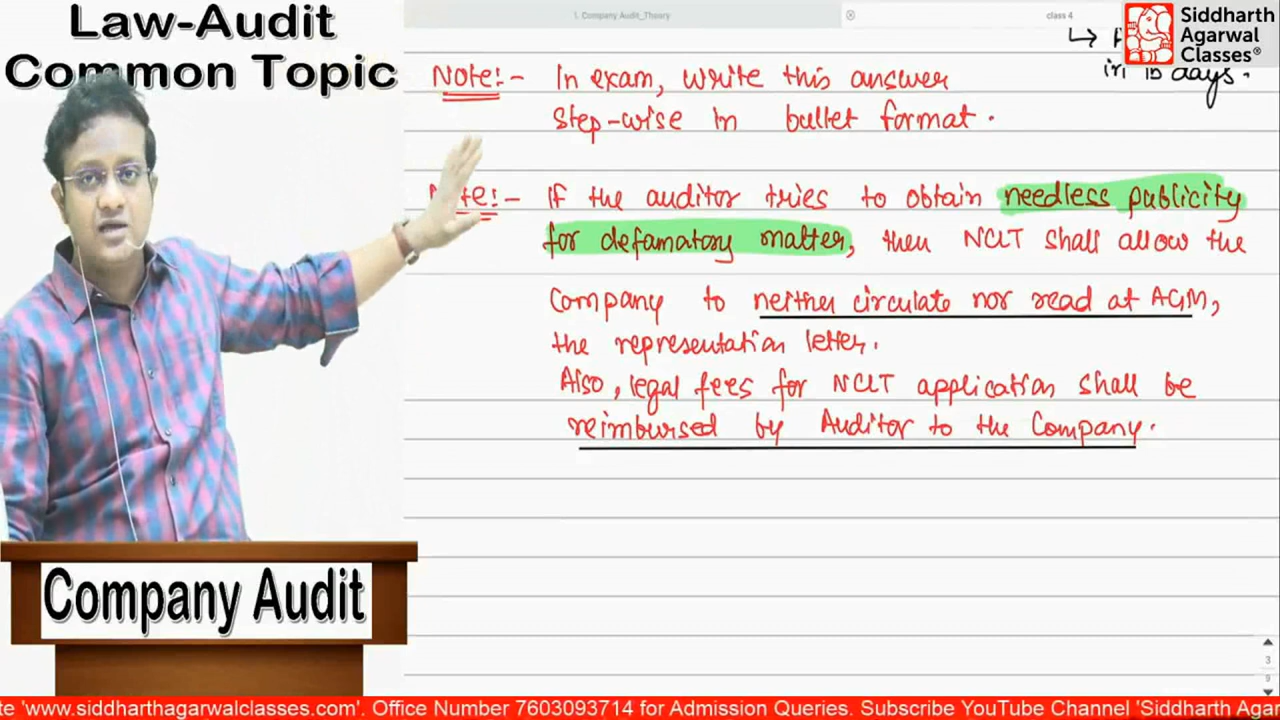 Law-Audit
Common Topic
1. Company Audit_Theory
class 4
Siddharth
Agarwal
Classes®
in 15 days.
Note:- In exam, write this answer
step-wise in bullet format.
Note:- If the auditor tries to obtain needless publicity
for defamatory matter, then NCLT shall allow the
Company to neither circulate nor read at AGM,
the representation letter.
Also, legal fees for NCLT application shall be
reimbursed by Auditor to the Company.
Company Audit
3
9
te 'www.siddharthagarwalclasses.com'. Office Number 7603093714 for Admission Queries. Subscribe YouTube Channel 'Siddharth Agar